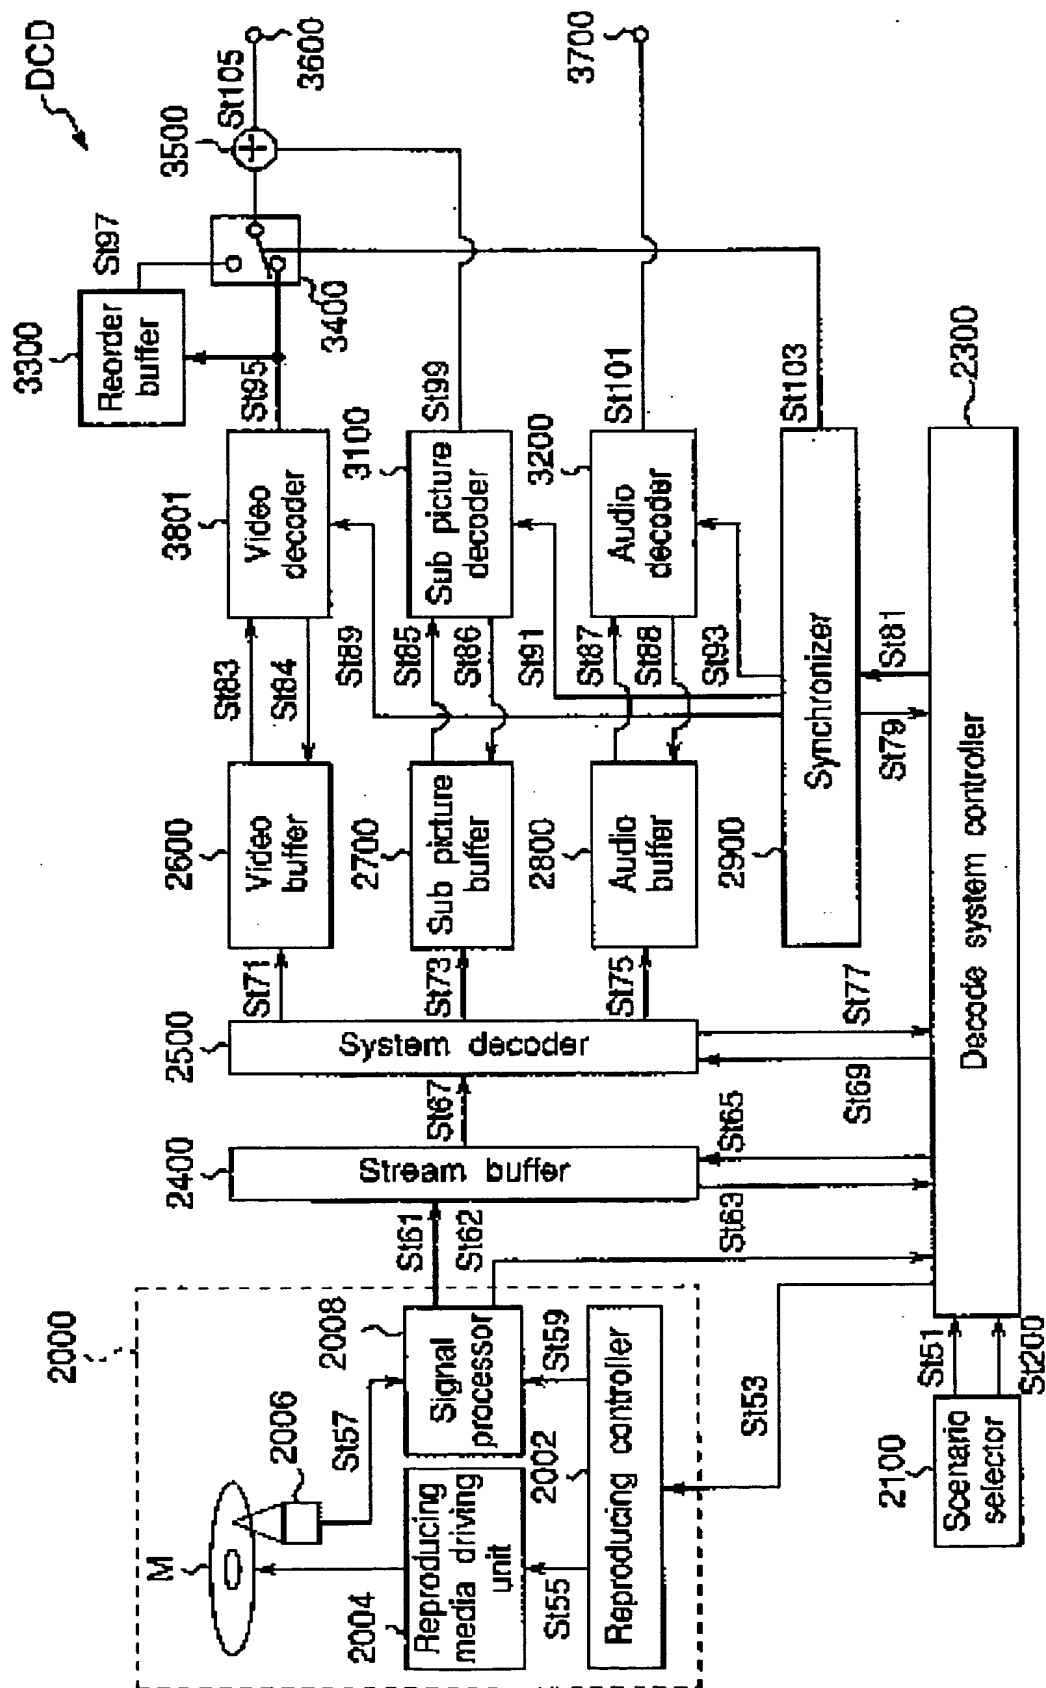 DCD
3600
St105
3500
3700
St97
3300
Reorder
buffer
3400
St95
3801
Video
decoder
St99
3100
Sub picture
decoder
St101
3200
Audio
decoder
St103
2300
St83
St84
St89
St85
St86
St91
St87
St88
St93
St81
St79
2600
Video
buffer
2700
Sub picture
buffer
2800
Audio
buffer
2900
Synchronizer
Decode system controller
St71
St73
St75
St77
2500
System decoder
St67
St69
St65
2400
Stream buffer
St61
St62
St63
2000
2008
Signal
processor
St59
St57
2006
M
2004
Reproducing
media driving
unit
St55
2002
Reproducing controller
St53
St51
St200
2100
Scenario
selector